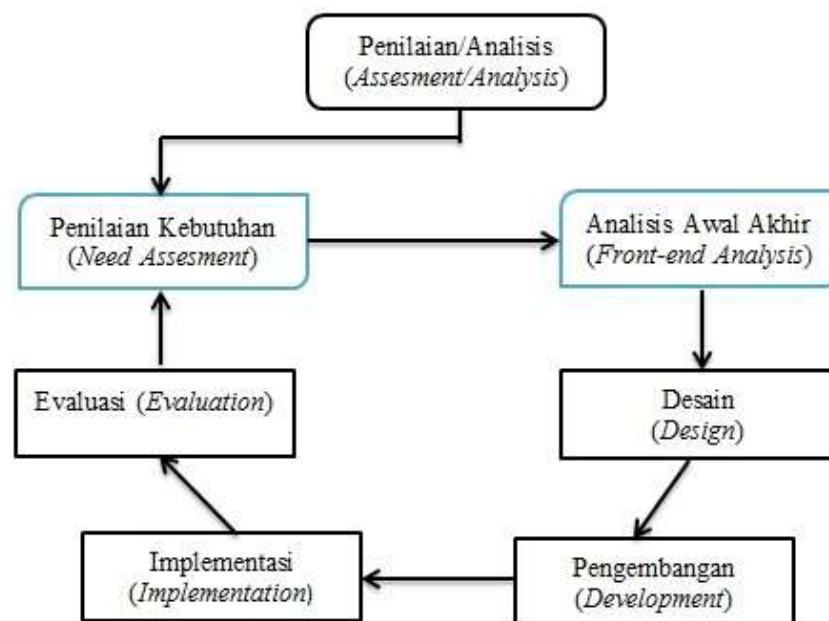 Penilaian/Analisis
(Assesment/Analysis)
Penilaian Kebutuhan
(Need Assesment)
Analisis Awal Akhir
(Front-end Analysis)
Evaluasi (Evaluation)
Desain
(Design)
Implementasi
(Implementation)
Pengembangan
(Development)